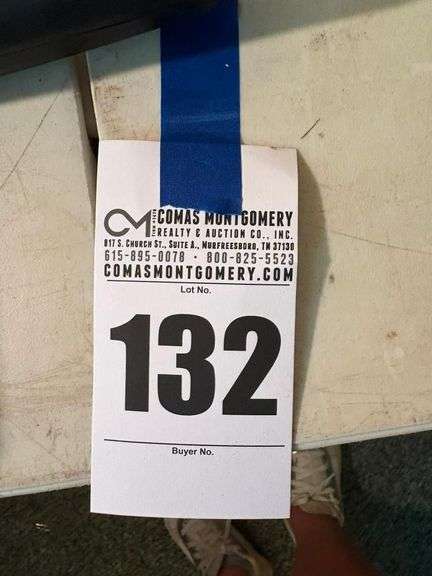 CM COMAS MONTGOMERY
REALTY & AUCTION CO., INC.
817 S. CHURCH ST., SUITE A., MURFREESBORO, TN 37130
615-895-0078 • 800-825-5523
COMASMONTGOMERY.COM
Lot No.
132
Buyer No.